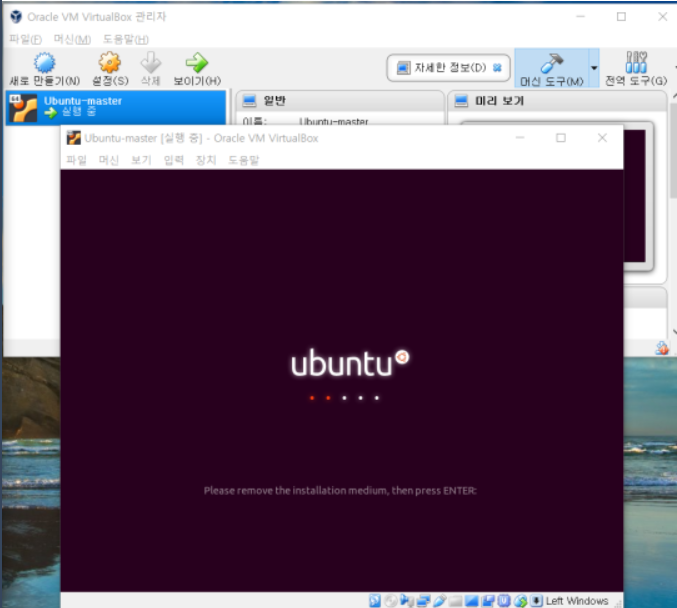 Oracle VM VirtualBox 관리자
파일(F) 머신(M) 도움말(H)
새로 만들기(N) 설정(S) 삭제 보이기(H) 자세한 정보(D) 머신 도구(M) 전역 도구(G)
64
Ubuntu-master
실행 중
일반
미리 보기
이름: Ubuntu-master
Ubuntu-master [실행 중] - Oracle VM VirtualBox
파일 머신 보기 입력 장치 도움말
ubuntu
Please remove the installation medium, then press ENTER:
Left Windows